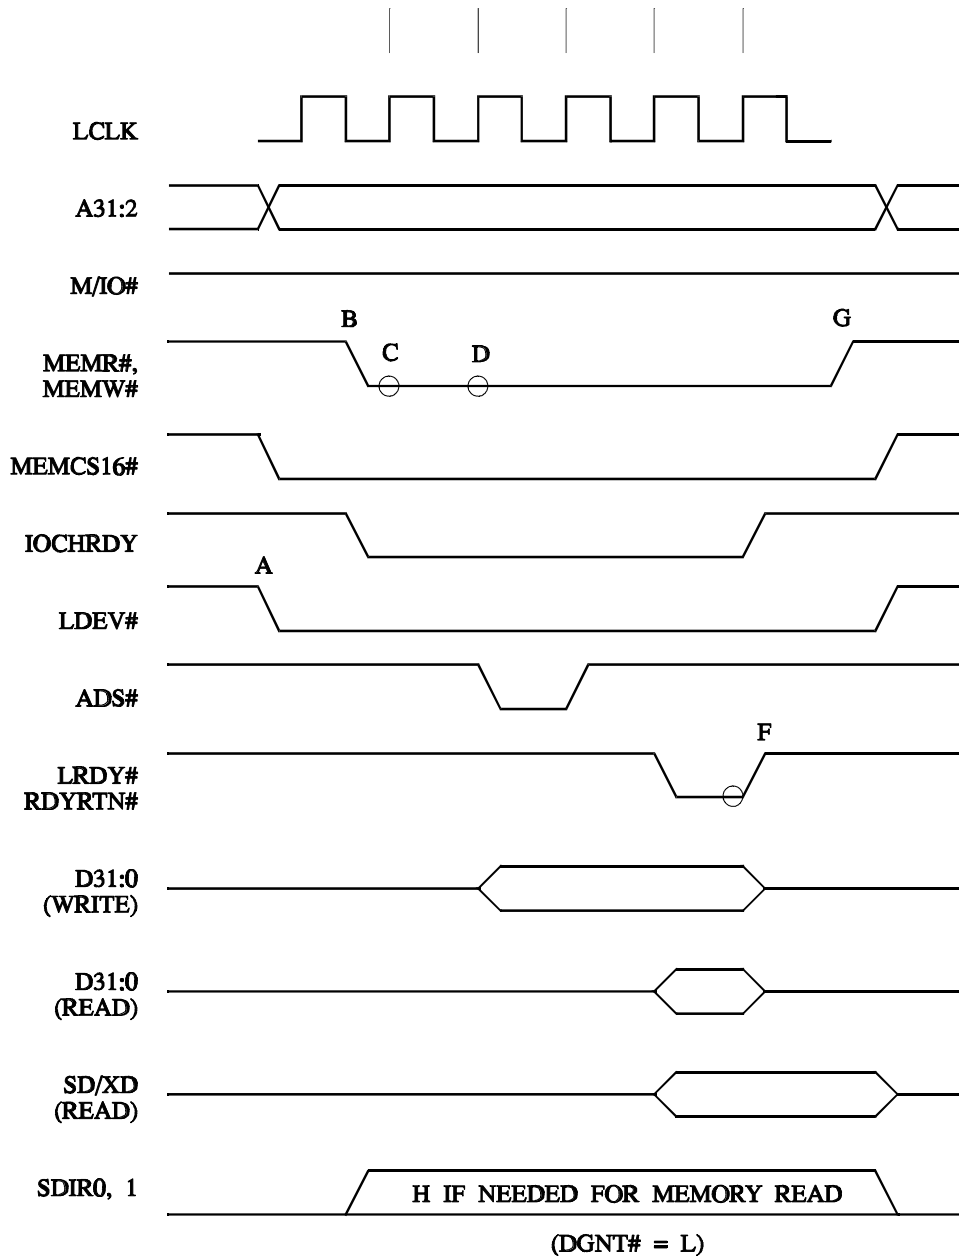 LCLK
A31:2
M/IO#
B
G
C
D
MEMR#,
MEMW#
MEMCS16#
IOCHRDY
A
LDEV#
ADS#
F
LRDY#
RDYRTN#
D31:0
(WRITE)
D31:0
(READ)
SD/XD
(READ)
SDIR0, 1
H IF NEEDED FOR MEMORY READ
(DGNT# = L)